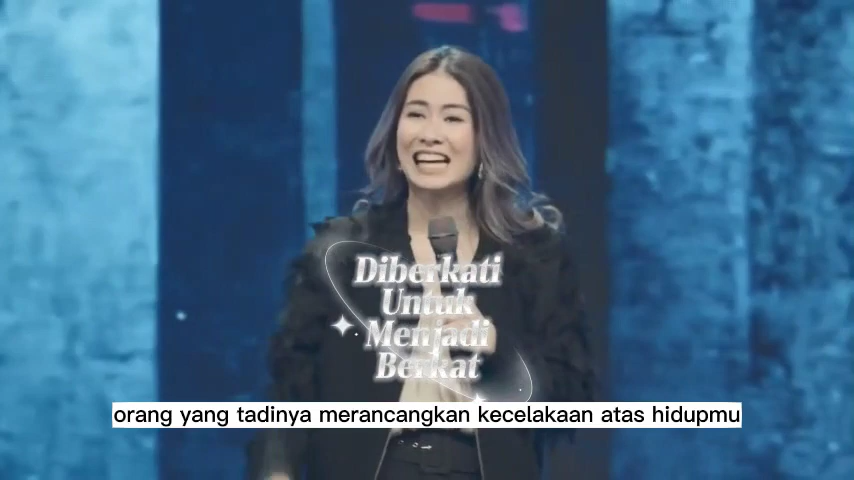 Diberkati
Untuk
Menjadi
Berkat
orang yang tadinya merancangkan kecelakaan atas hidupmu